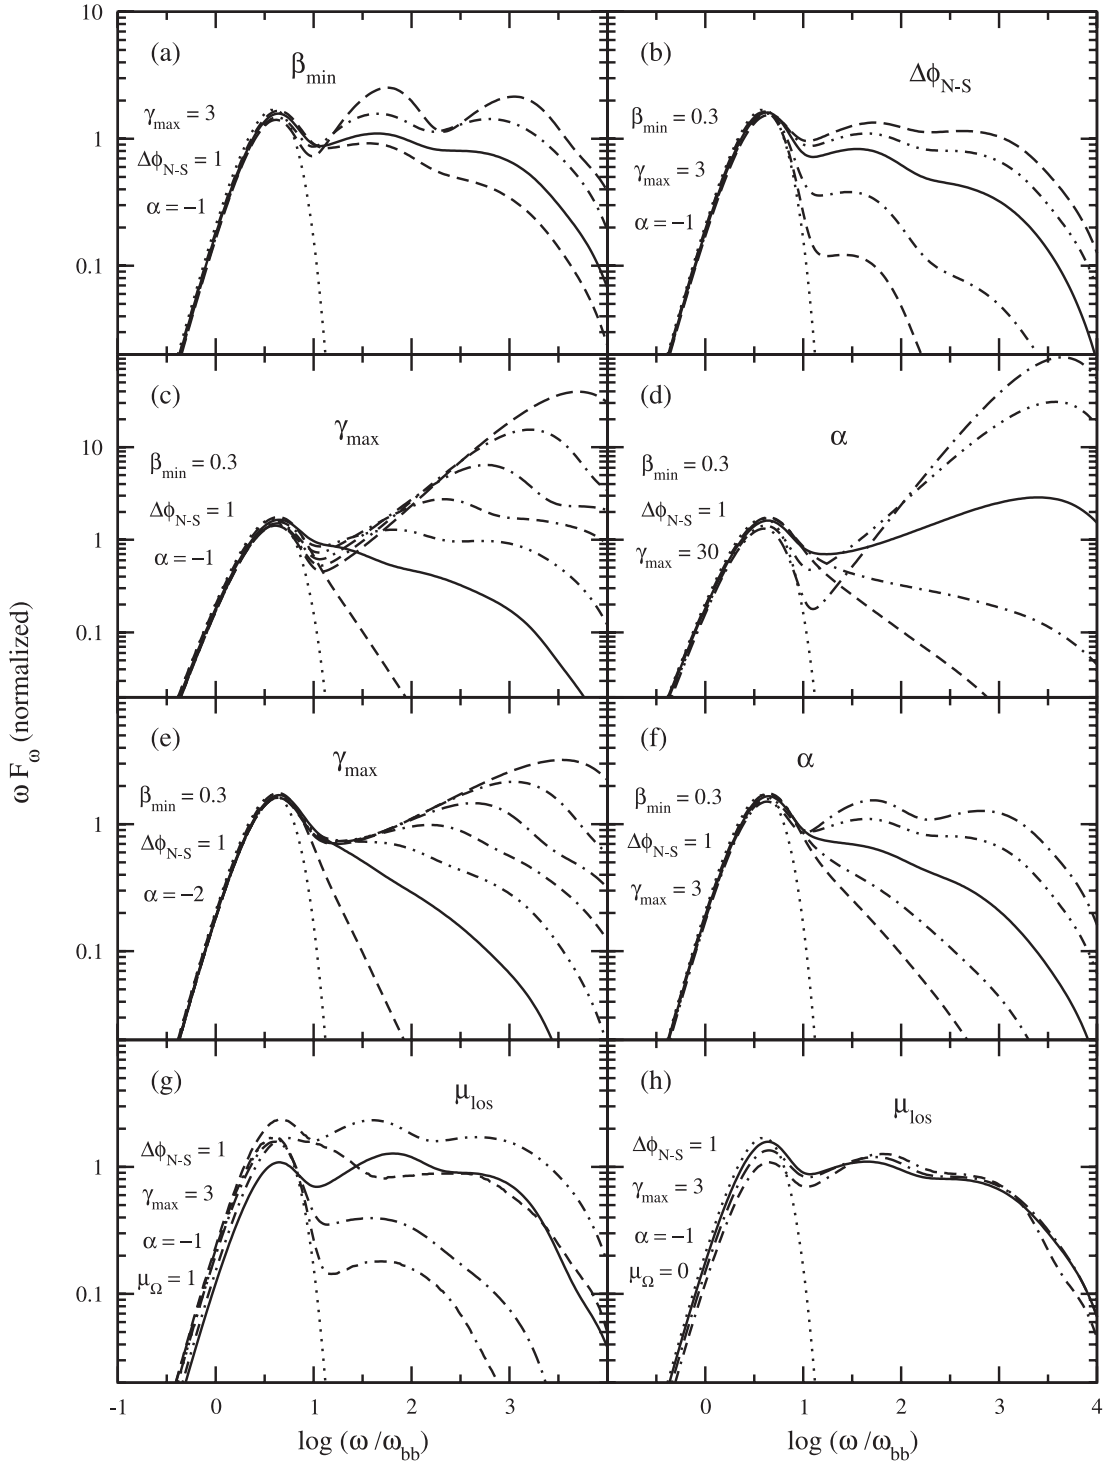 10
1
0.1
(a)
β_min
γ_max = 3
Δϕ_N-S = 1
α = −1
(b)
Δϕ_N-S
β_min = 0.3
γ_max = 3
α = −1
10
1
0.1
(c)
γ_max
β_min = 0.3
Δϕ_N-S = 1
α = −1
(d)
α
β_min = 0.3
Δϕ_N-S = 1
γ_max = 30
ω F_ω (normalized)
1
0.1
(e)
γ_max
β_min = 0.3
Δϕ_N-S = 1
α = −2
(f)
α
β_min = 0.3
Δϕ_N-S = 1
γ_max = 3
1
0.1
(g)
μ_los
Δϕ_N-S = 1
γ_max = 3
α = −1
μ_Ω = 1
(h)
μ_los
Δϕ_N-S = 1
γ_max = 3
α = −1
μ_Ω = 0
-1 0 1 2 3
0 1 2 3 4
log (ω /ω_bb)
log (ω /ω_bb)